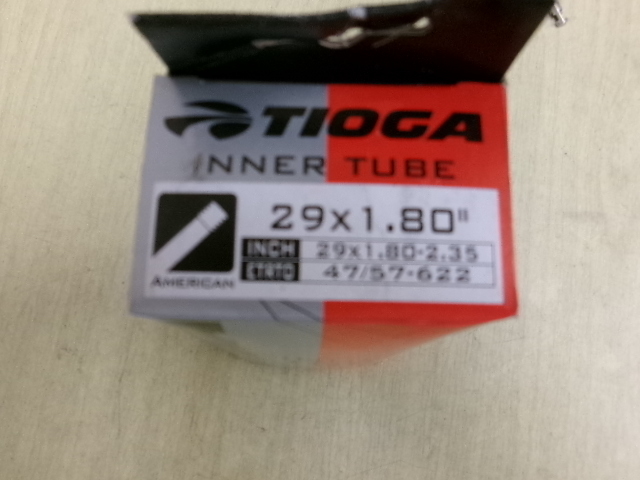 TIOGA
INNER TUBE
29x1.80"
INCH 29x1.80-2.35
ETRTO 47/57-622
AMERICAN